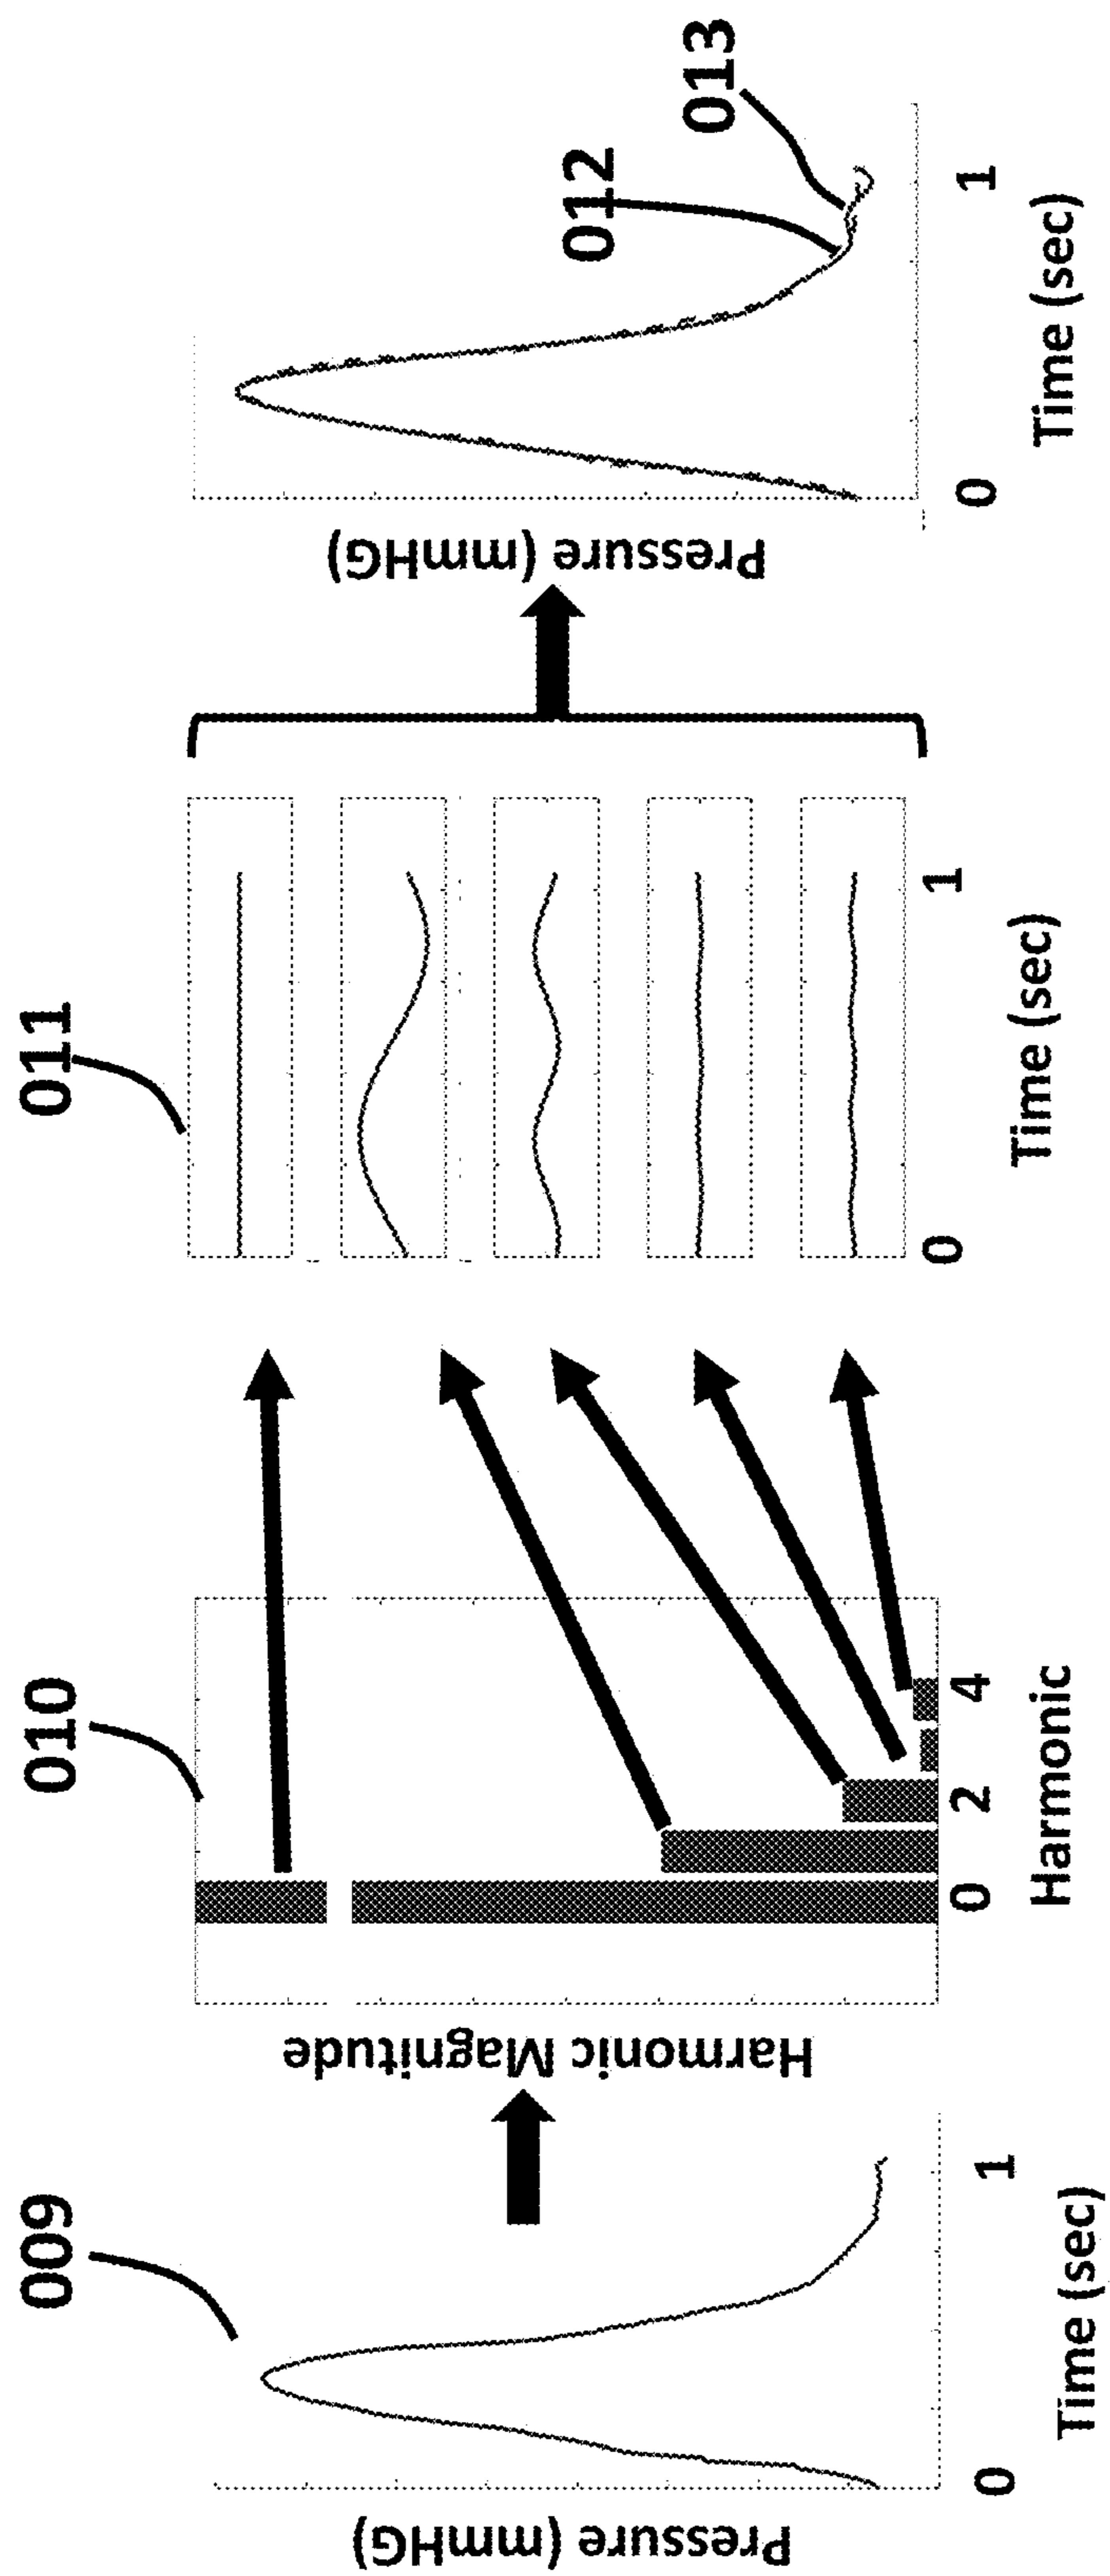 009
Pressure (mmHG)
0
1
Time (sec)
010
Harmonic Magnitude
0
2
4
Harmonic
011
0
1
Time (sec)
Pressure (mmHG)
012
013
0
1
Time (sec)